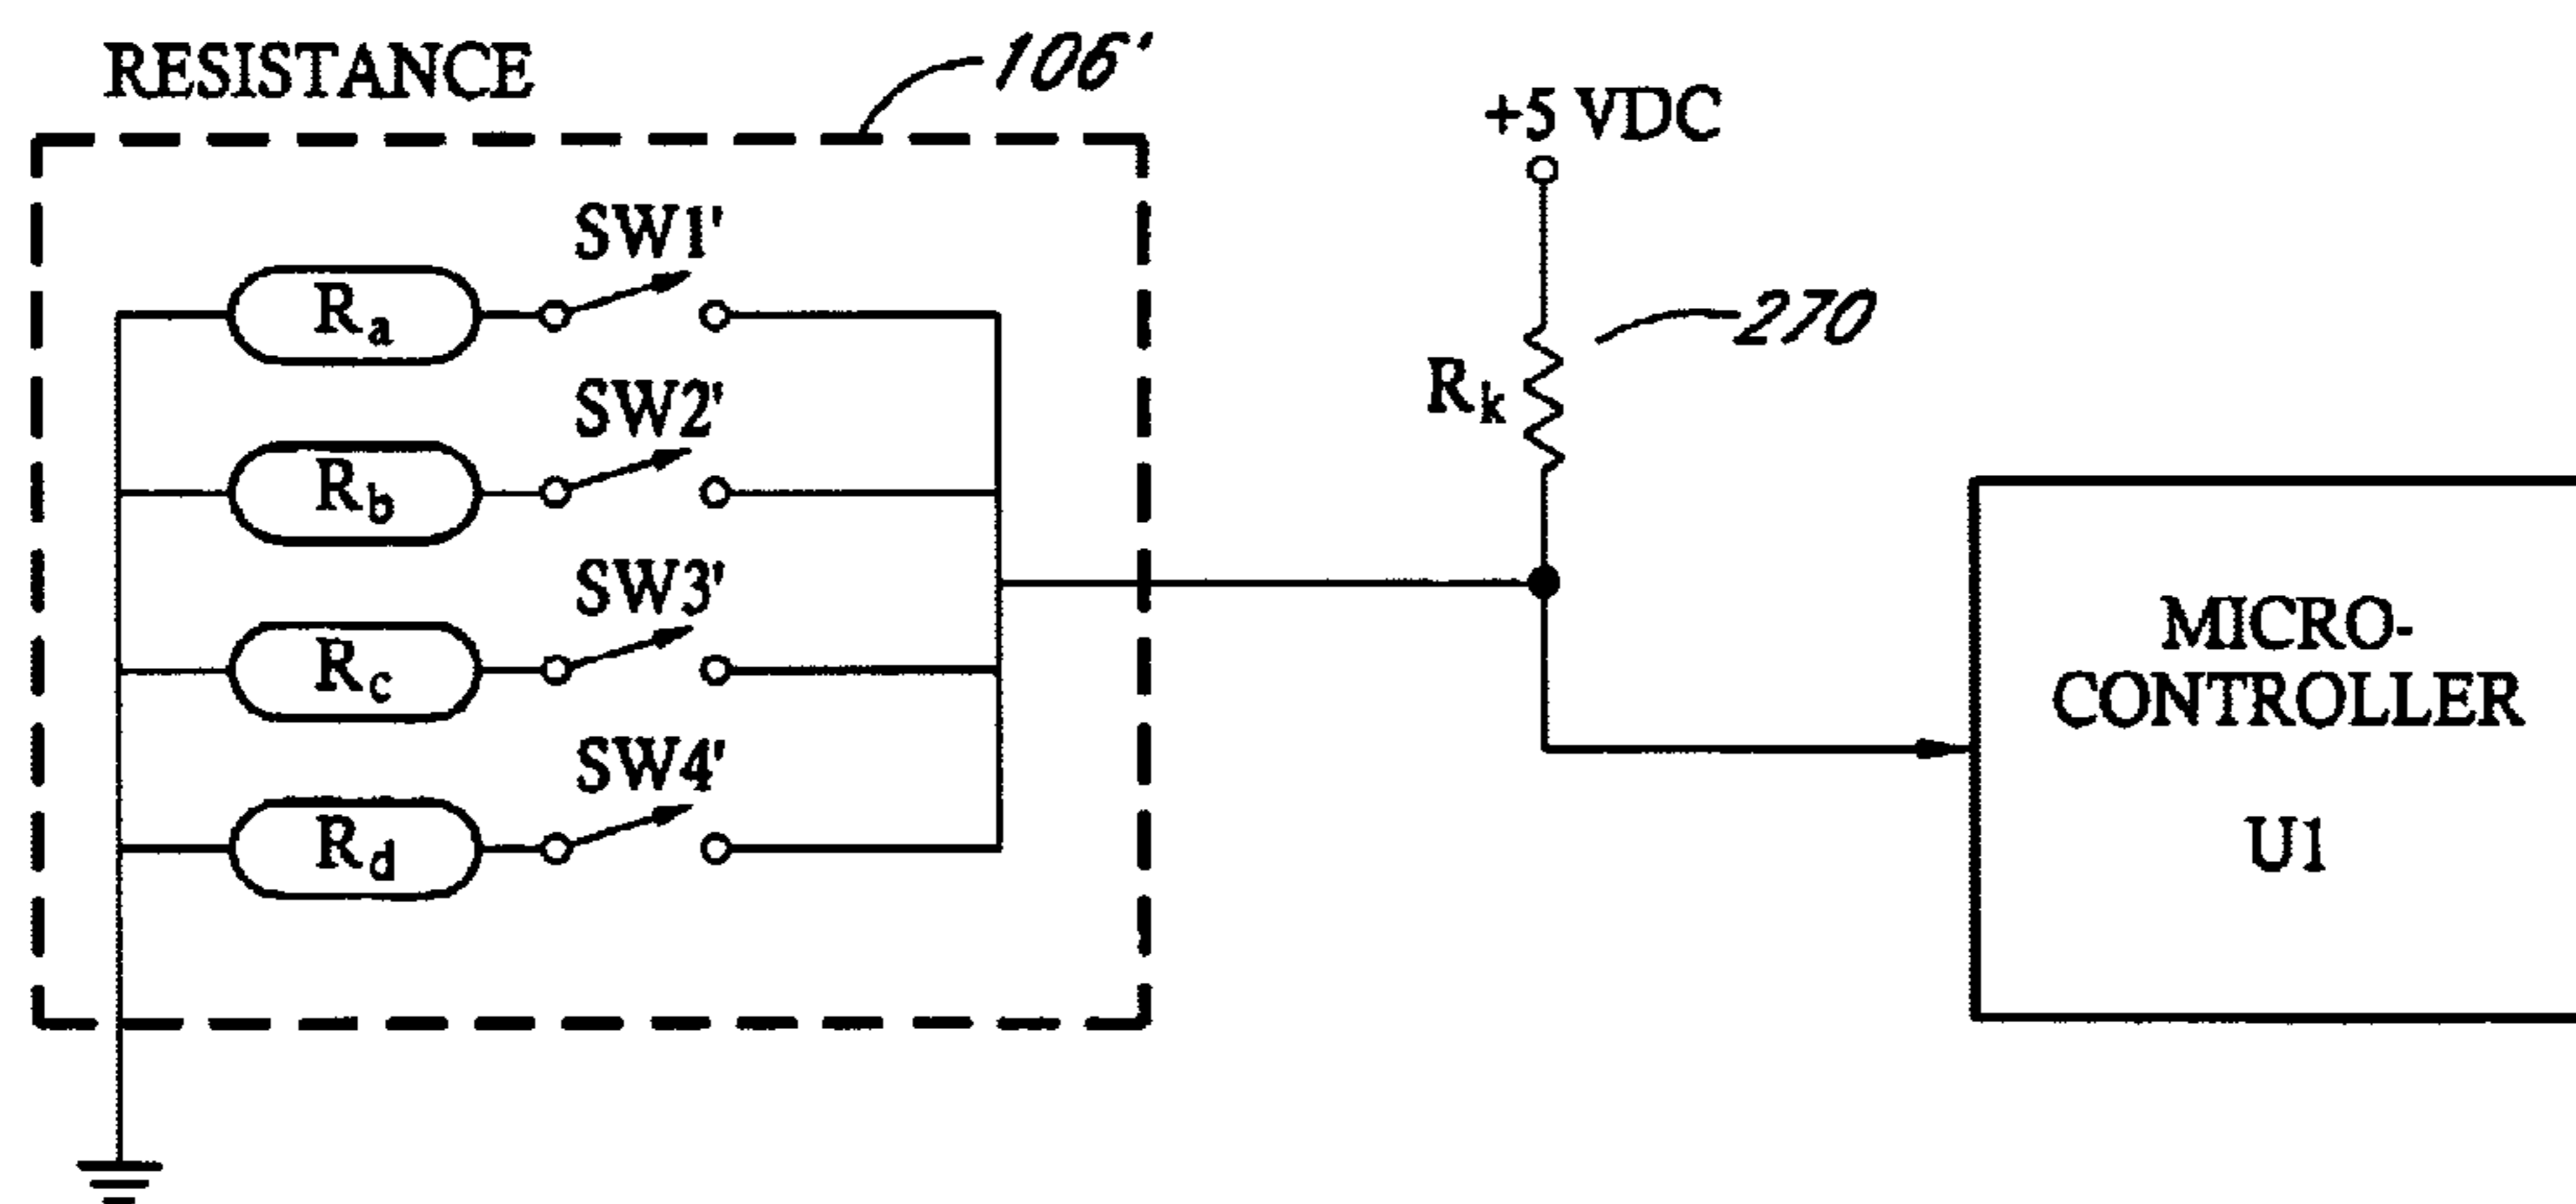 RESISTANCE
106'
+5 VDC
SW1'
Ra
270
SW2'
Rk
Rb
SW3'
MICRO-
Rc
CONTROLLER
SW4'
Rd
U1